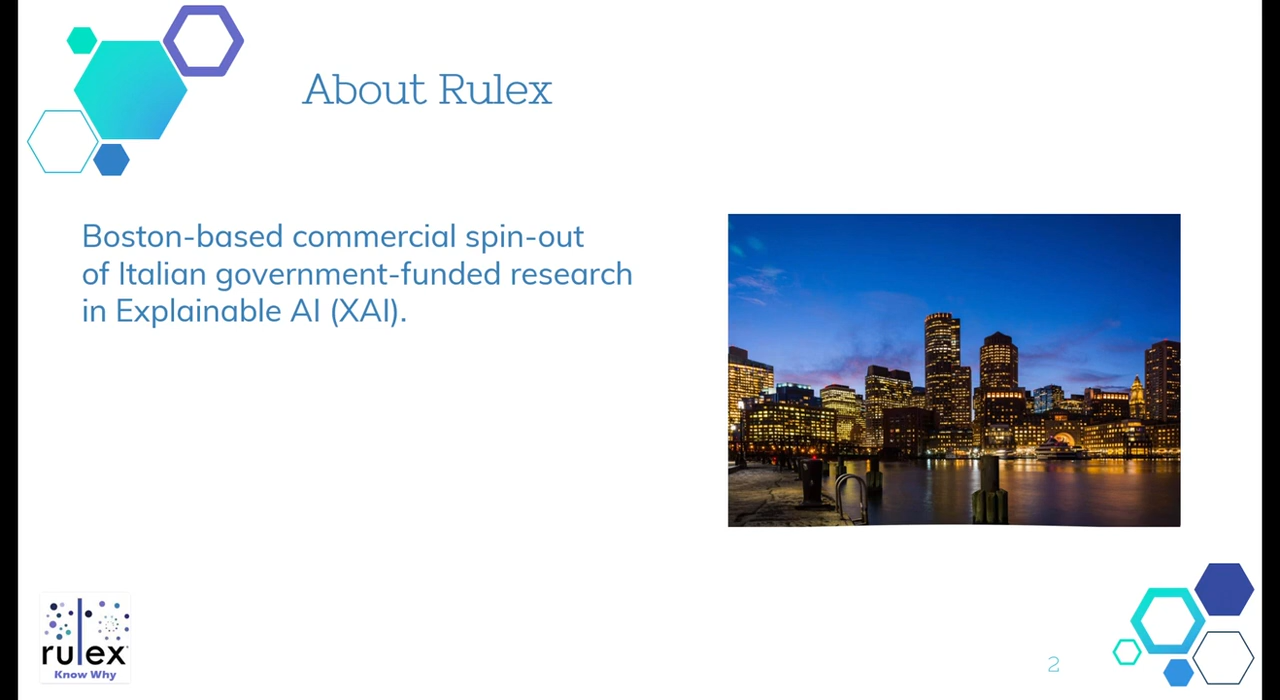 About Rulex
Boston-based commercial spin-out
of Italian government-funded research
in Explainable AI (XAI).
rulex
Know Why
2